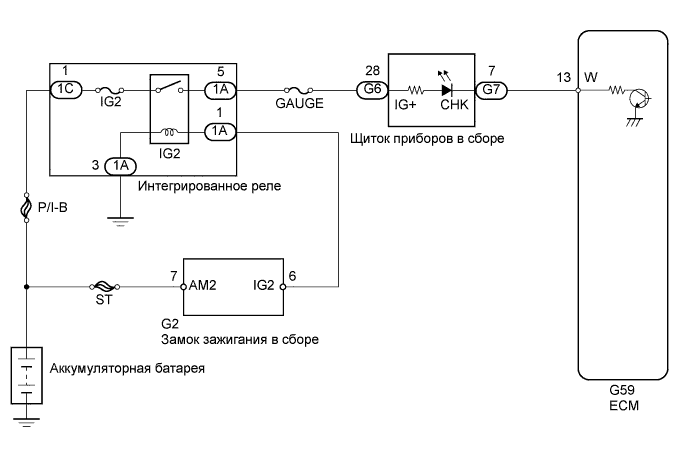 1
1C
IG2
5
1A
1
1A
IG2
3
1A
Интегрированное реле
GAUGE
28
G6
IG+
CHK
7
G7
Щиток приборов в сборе
13
W
P/I-B
ST
7
AM2
IG2
6
G2
Замок зажигания в сборе
Аккумуляторная батарея
G59
ECM